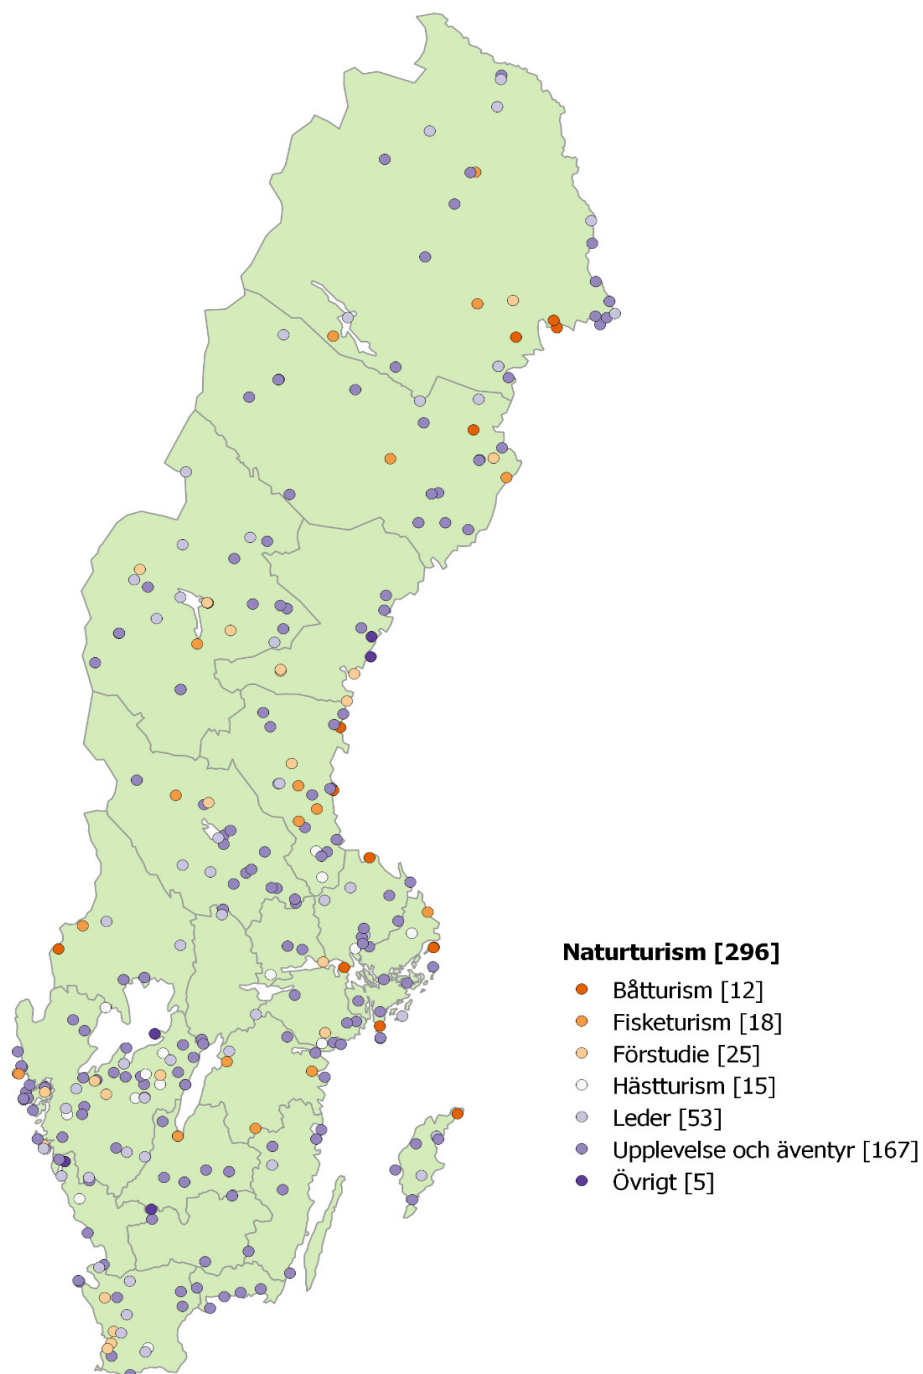 Naturturism [296]
Båtturism [12]
Fisketurism [18]
Förstudie [25]
Hästturism [15]
Leder [53]
Upplevelse och äventyr [167]
Övrigt [5]